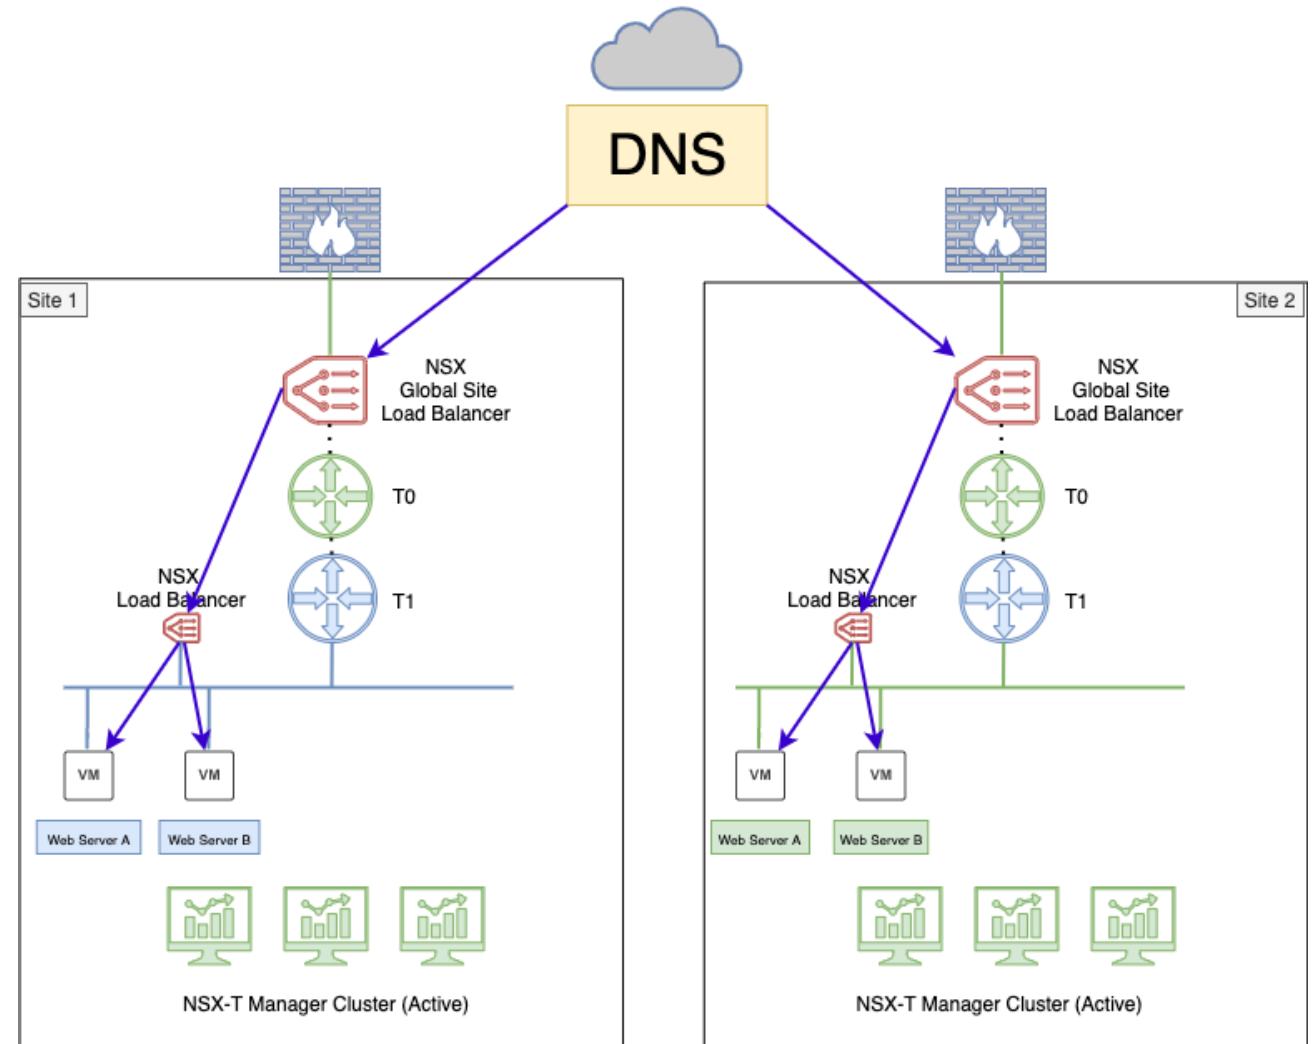 DNS
Site 1
Site 2
NSX
Global Site
Load Balancer
NSX
Global Site
Load Balancer
T0
T0
NSX
Load Balancer
T1
NSX
Load Balancer
T1
VM
VM
VM
VM
Web Server A
Web Server B
Web Server A
Web Server B
NSX-T Manager Cluster (Active)
NSX-T Manager Cluster (Active)